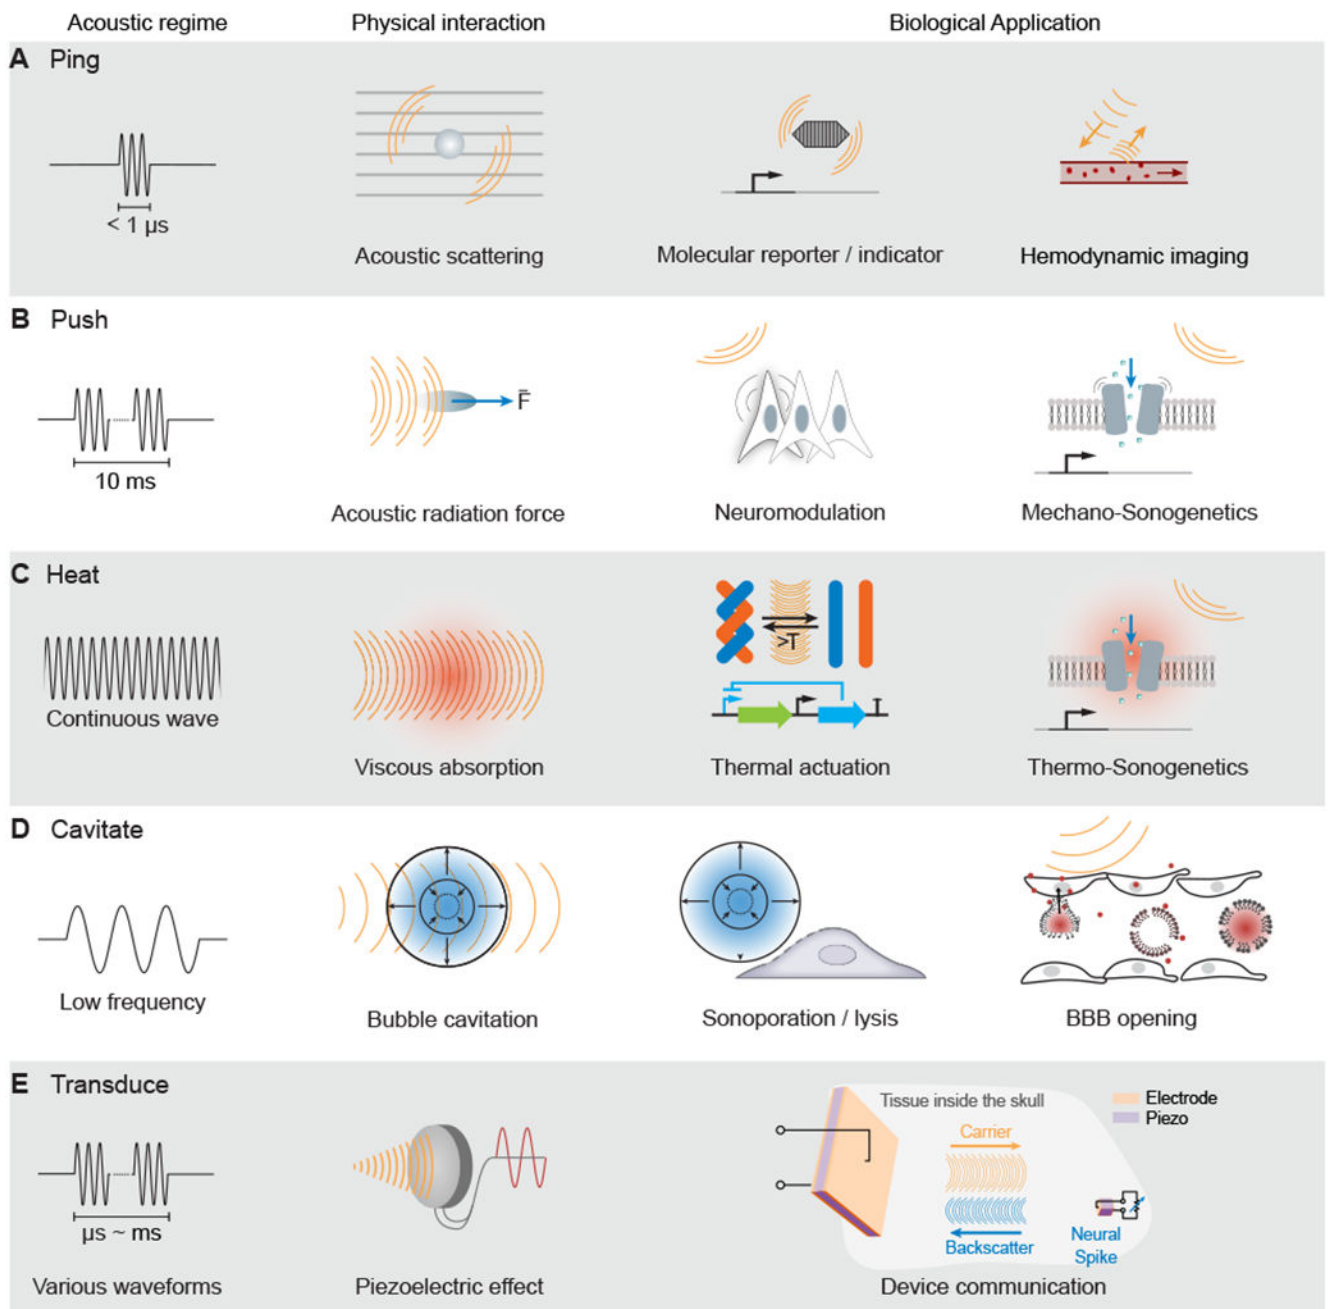 Acoustic regime
Physical interaction
Biological Application
A Ping
< 1 µs
Acoustic scattering
Molecular reporter / indicator
Hemodynamic imaging
B Push
10 ms
F̄
Acoustic radiation force
Neuromodulation
Mechano-Sonogenetics
C Heat
Continuous wave
Viscous absorption
>T
Thermal actuation
Thermo-Sonogenetics
D Cavitate
Low frequency
Bubble cavitation
Sonoporation / lysis
BBB opening
E Transduce
µs ~ ms
Various waveforms
Piezoelectric effect
Tissue inside the skull
Electrode
Piezo
Carrier
Backscatter
Neural
Spike
Device communication